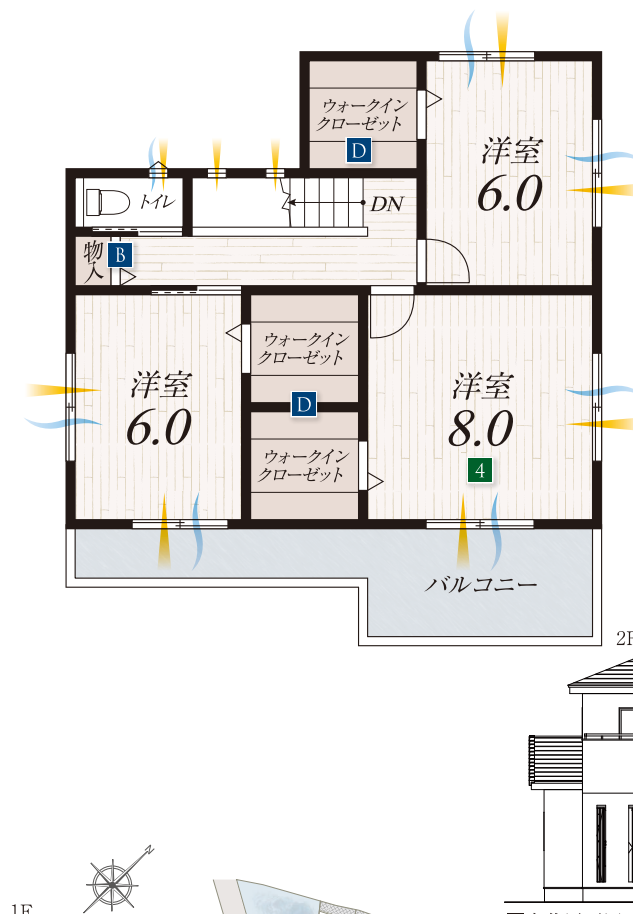 ウォークイン
クローゼット
D
洋室
6.0
トイレ
DN
物入
B
洋室
6.0
ウォークイン
クローゼット
D
ウォークイン
クローゼット
洋室
8.0
4
バルコニー
2F
N
1F